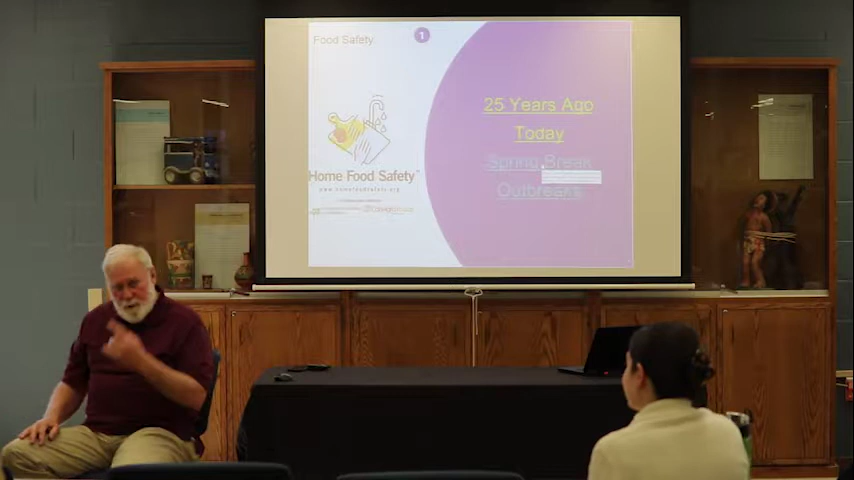 Food Safety
1
25 Years Ago
Today
Spring Break
Outbreaks
Home Food Safety
www.homefoodsafety.org